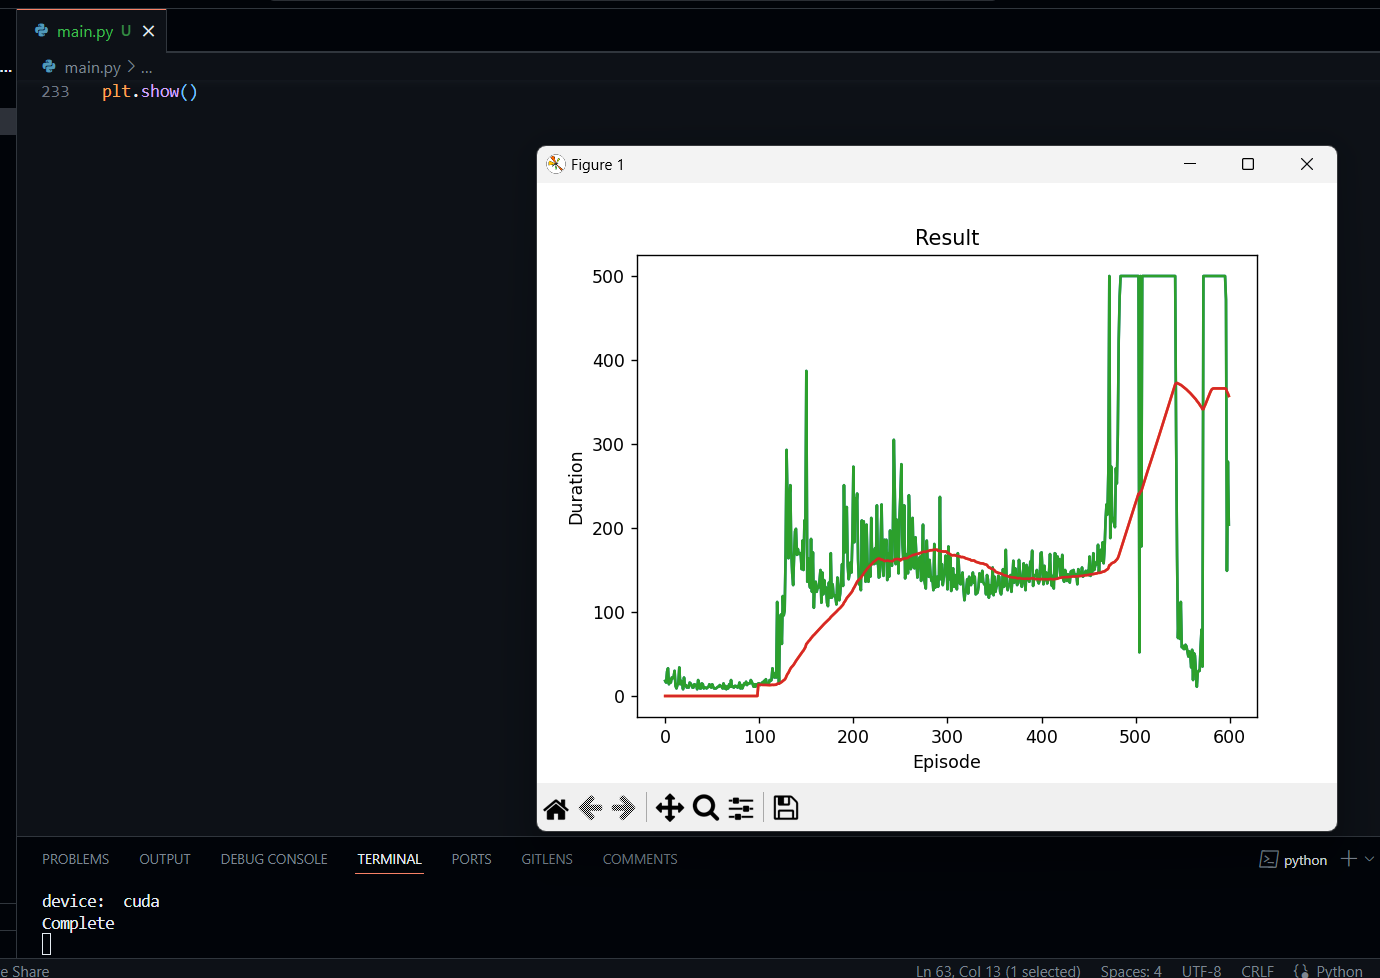 main.py U
main.py > ...
233 plt.show()
Figure 1
Result
500
400
300
200
100
0
Duration
0 100 200 300 400 500 600
Episode
PROBLEMS OUTPUT DEBUG CONSOLE TERMINAL PORTS GITLENS COMMENTS python
device: cuda
Complete
e Share Ln 63, Col 13 (1 selected) Spaces: 4 UTF-8 CRLF Python